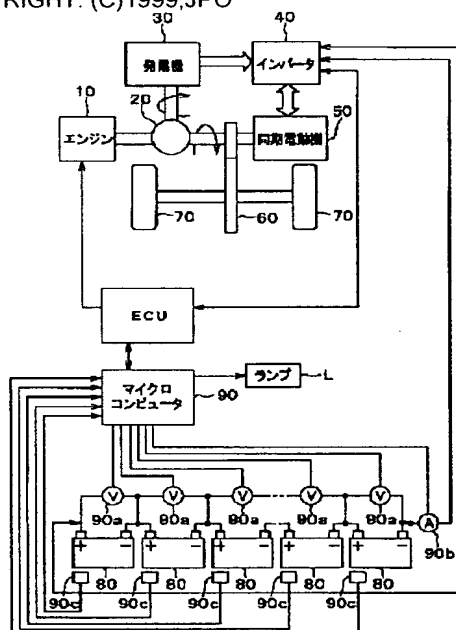 RIGHT: (C)1999,JPO
30
40
発電機
インバータ
10
20
50
エンジン
同期電動機
70
60
70
ECU
マイクロ
コンピュータ
90
ランプ
L
V
V
V
V
V
90a
90a
90a
90a
90a
A
90b
+ -
+ -
+ -
+ -
+ -
90c
80
90c
80
90c
80
90c
80
90c
80